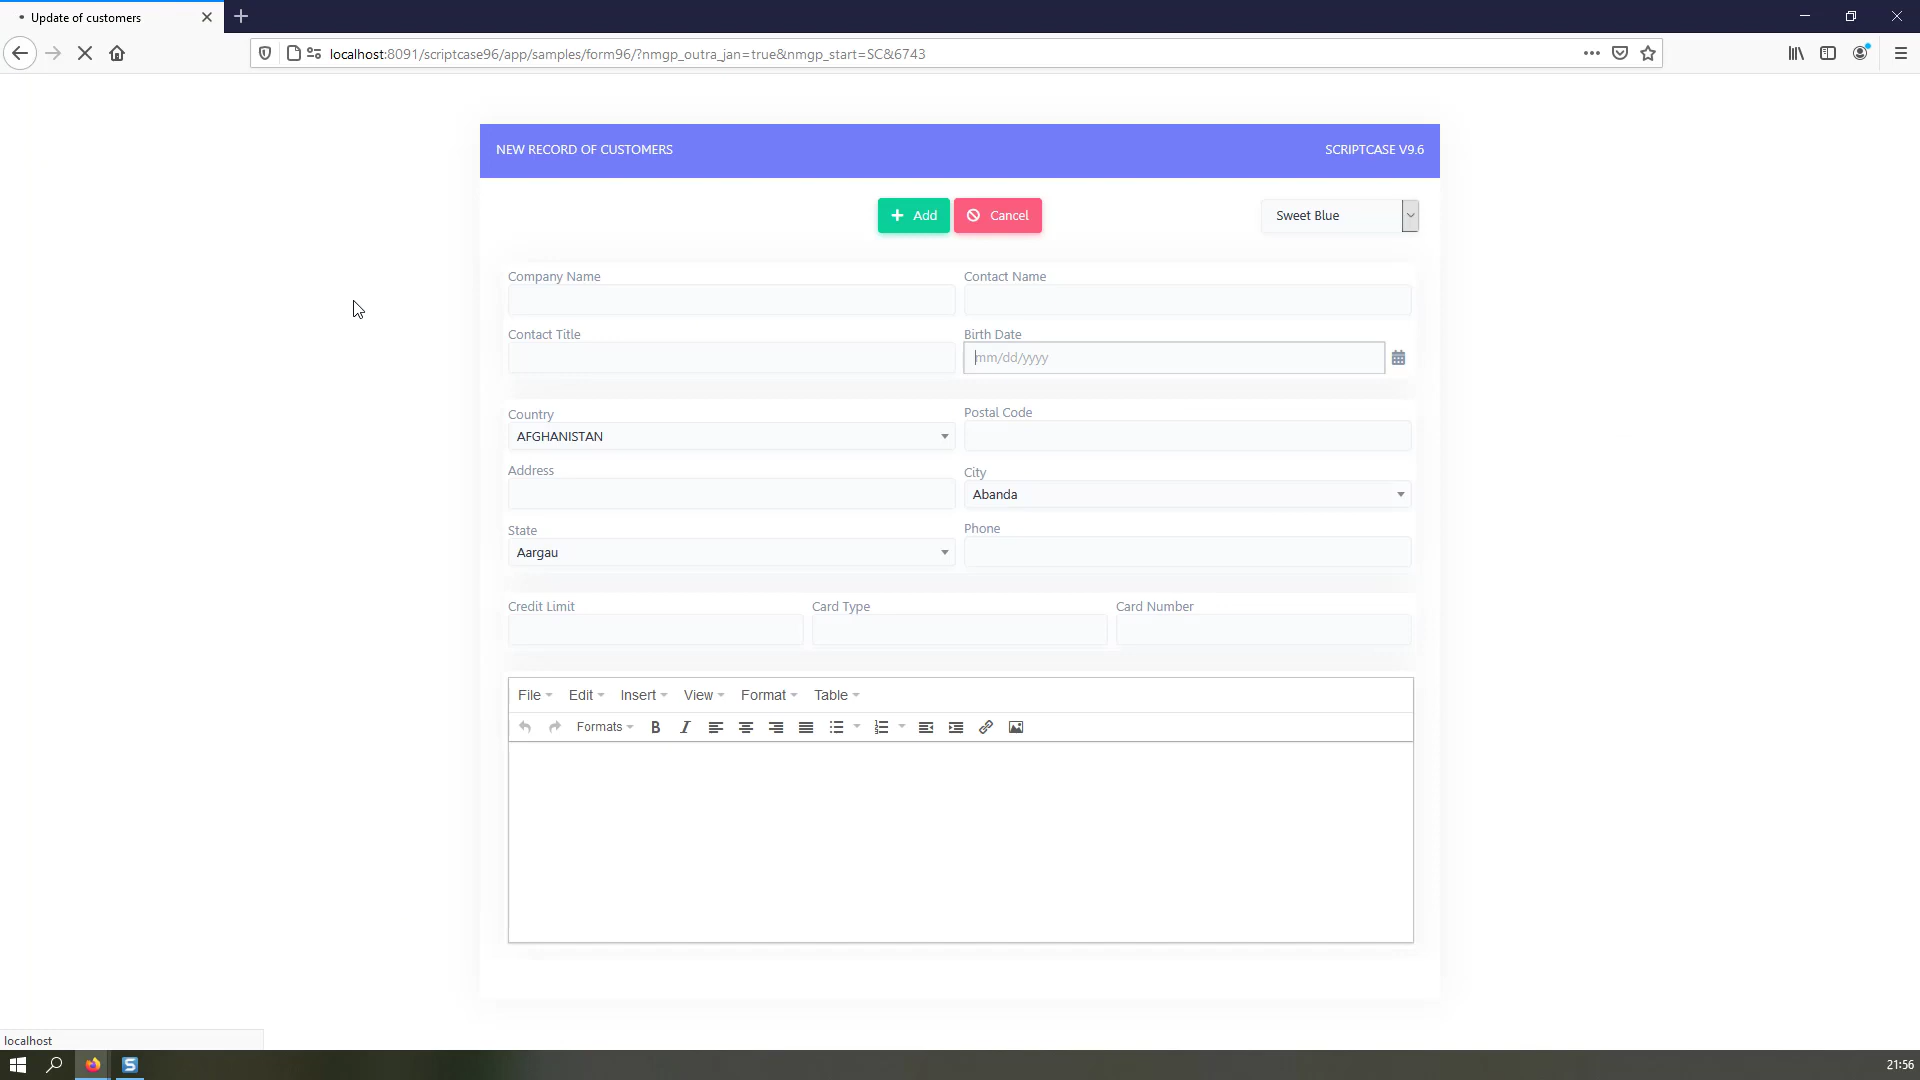 Update of customers
localhost:8091/scriptcase96/app/samples/form96/?nmgp_outra_jan=true&nmgp_start=SC&6743
NEW RECORD OF CUSTOMERS
SCRIPTCASE V9.6
Add
Cancel
Sweet Blue
Company Name
Contact Name
Contact Title
Birth Date
mm/dd/yyyy
Country
Postal Code
AFGHANISTAN
Address
City
Abanda
State
Phone
Aargau
Credit Limit
Card Type
Card Number
File Edit Insert View Format Table
Formats B I
localhost
S
21:56